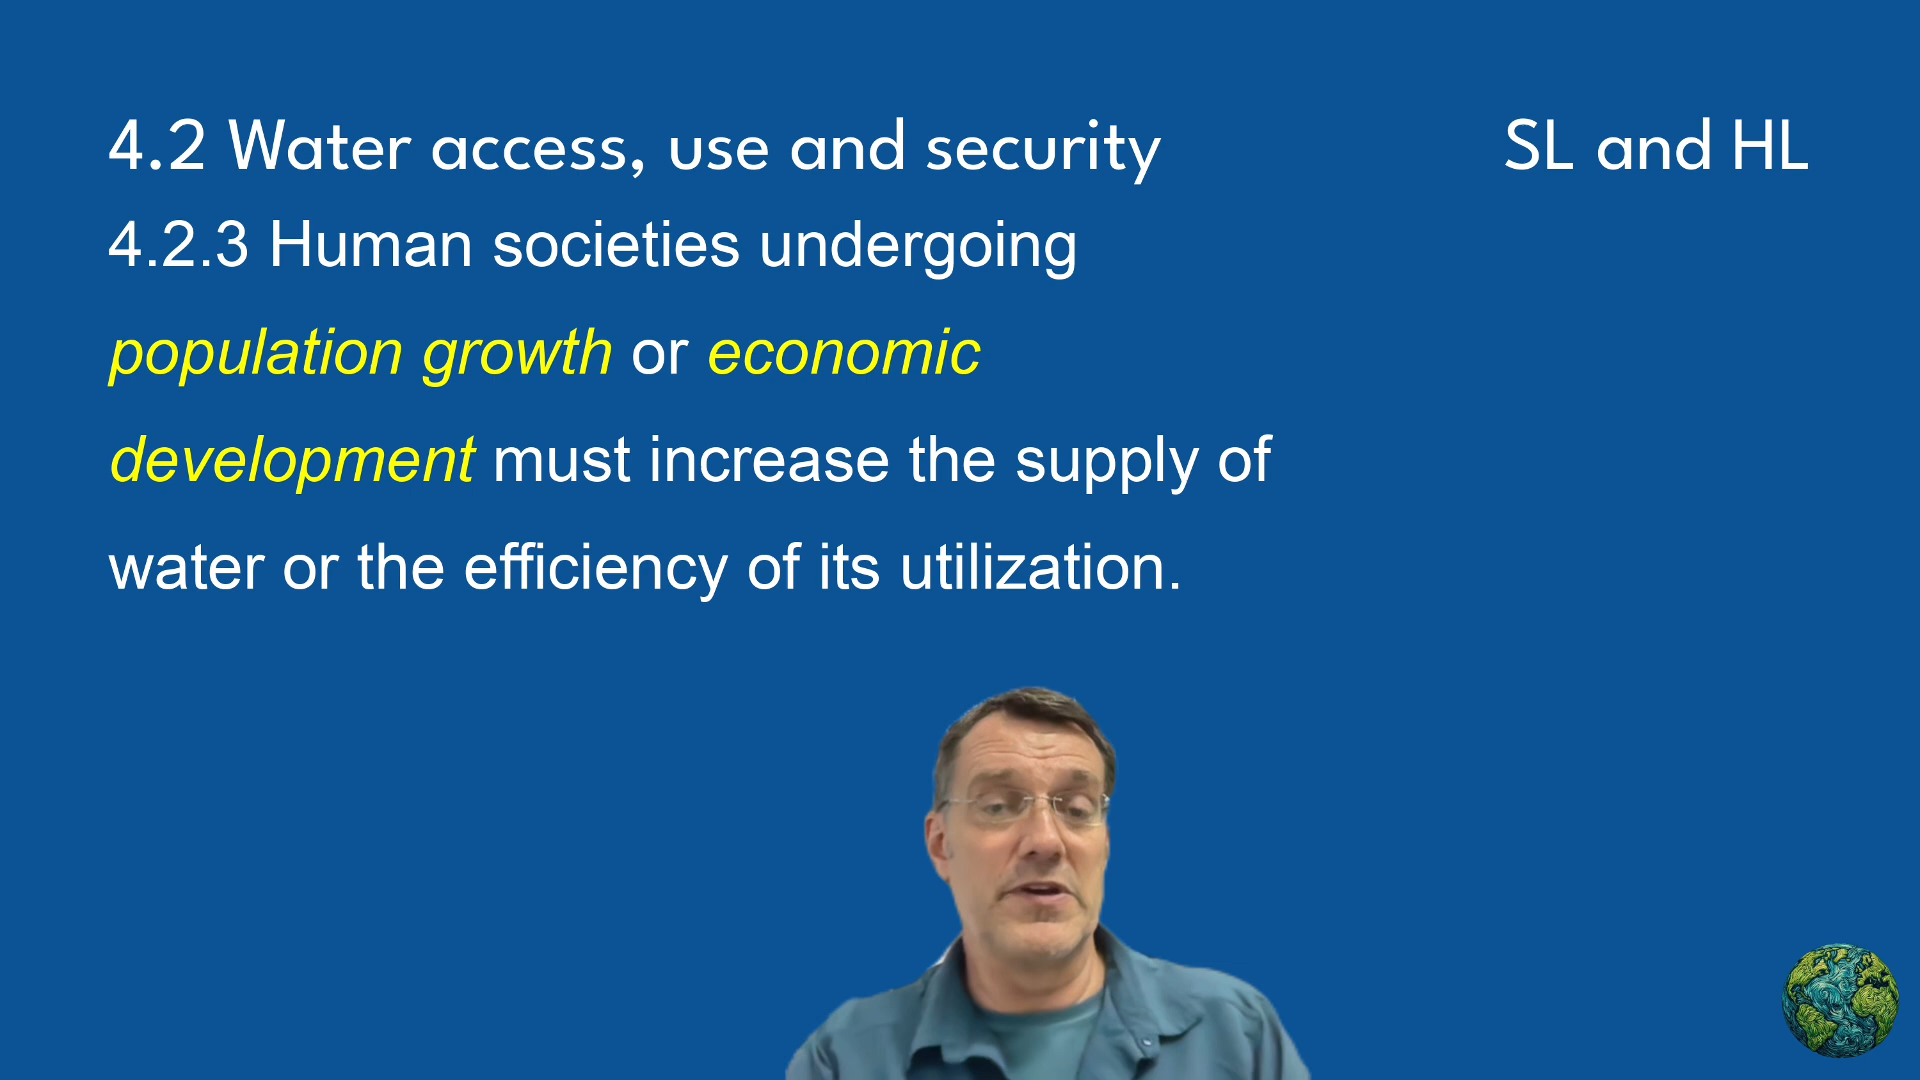 4.2 Water access, use and security SL and HL
4.2.3 Human societies undergoing
population growth or economic
development must increase the supply of
water or the efficiency of its utilization.